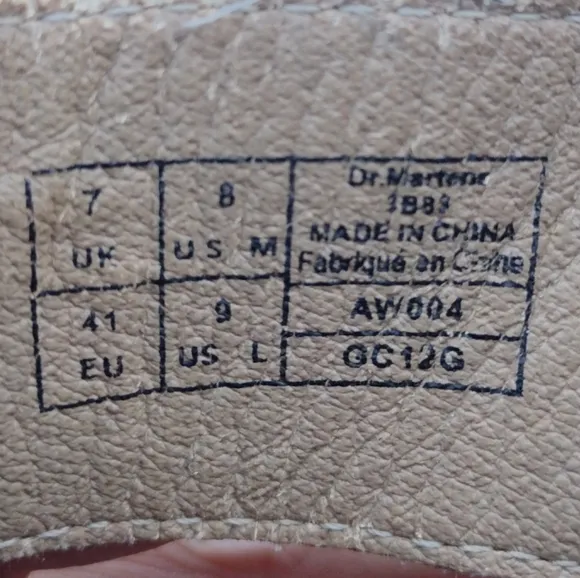 7
UK
8
US M
Dr.Martens
3B89
MADE IN CHINA
Fabriqué en Chine
41
EU
9
US L
AW004
GC12G